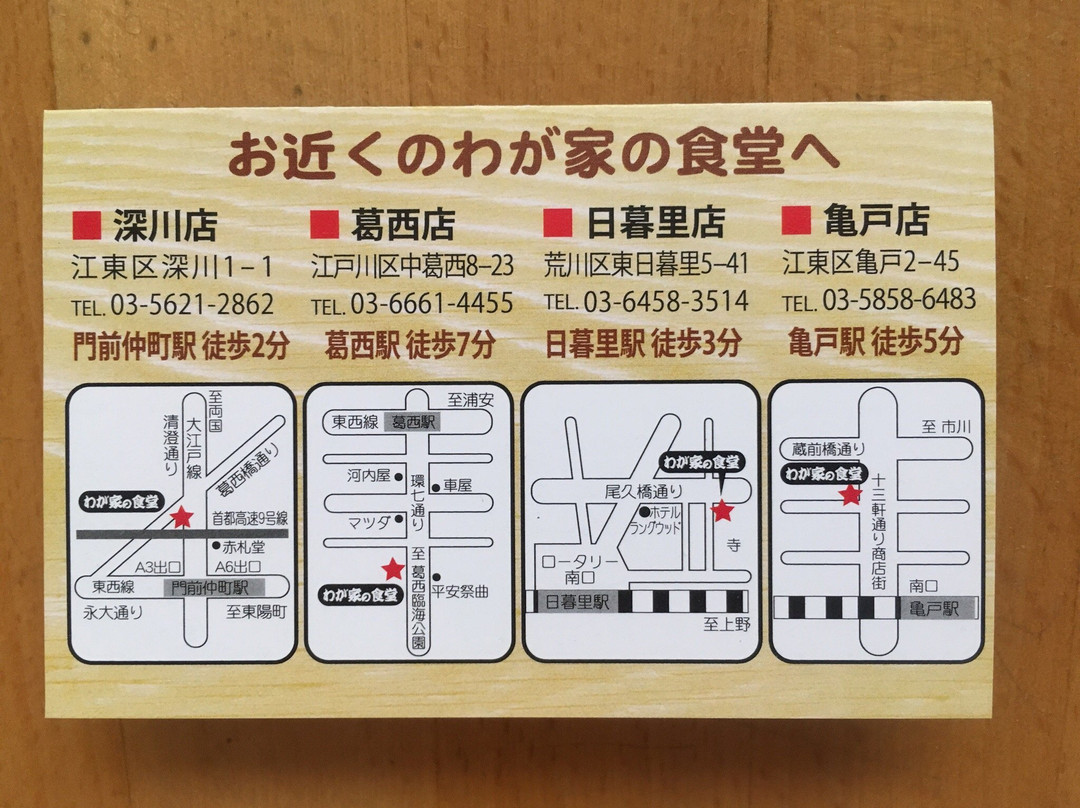 お近くのわが家の食堂へ
■ 深川店
江東区深川1–1
TEL. 03-5621-2862
門前仲町駅 徒歩2分
■ 葛西店
江戸川区中葛西8–23
TEL. 03-6661-4455
葛西駅 徒歩7分
■ 日暮里店
荒川区東日暮里5–41
TEL. 03-6458-3514
日暮里駅 徒歩3分
■ 亀戸店
江東区亀戸2–45
TEL. 03-5858-6483
亀戸駅 徒歩5分
至両国
大江戸線
清澄通り
葛西橋通り
わが家の食堂
首都高速9号線
赤札堂
A3出口
A6出口
東西線
門前仲町駅
永大通り
至東陽町
至浦安
東西線
葛西駅
河内屋
環七通り
車屋
マツダ
至 葛西臨海公園
わが家の食堂
平安祭曲
わが家の食堂
尾久橋通り
ホテル
ラングウッド
寺
ロータリー
南口
日暮里駅
至上野
至 市川
蔵前橋通り
わが家の食堂
十三軒通り商店街
南口
亀戸駅